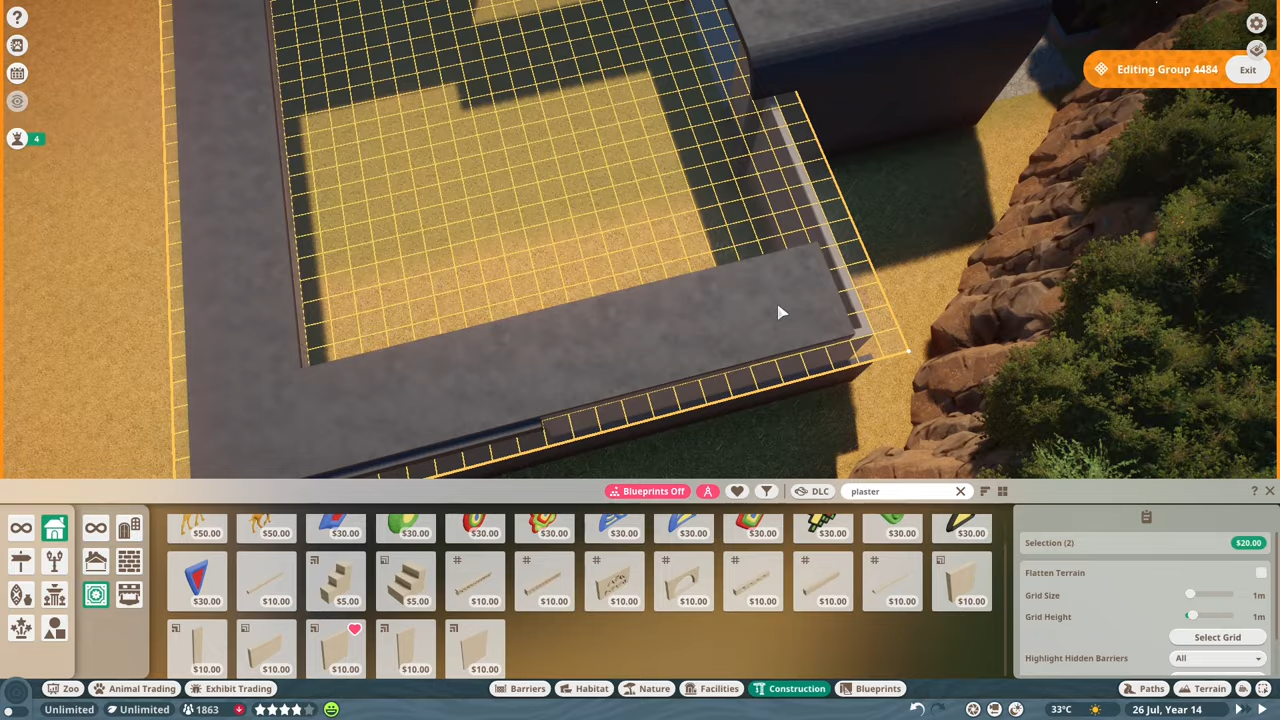 Editing Group 4484
Exit
4
Blueprints Off
DLC
plaster
?
$50.00
$50.00
$30.00
$30.00
$30.00
$30.00
$30.00
$30.00
$30.00
$30.00
$30.00
$30.00
$30.00
$10.00
$5.00
$5.00
$10.00
$10.00
$10.00
$10.00
$10.00
$10.00
$10.00
$10.00
$10.00
$10.00
$10.00
$10.00
$10.00
Selection (2)
$20.00
Flatten Terrain
Grid Size
1m
Grid Height
1m
Select Grid
Highlight Hidden Barriers
All
Zoo
Animal Trading
Exhibit Trading
Barriers
Habitat
Nature
Facilities
Construction
Blueprints
Paths
Terrain
Unlimited
Unlimited
1863
33°C
26 Jul, Year 14